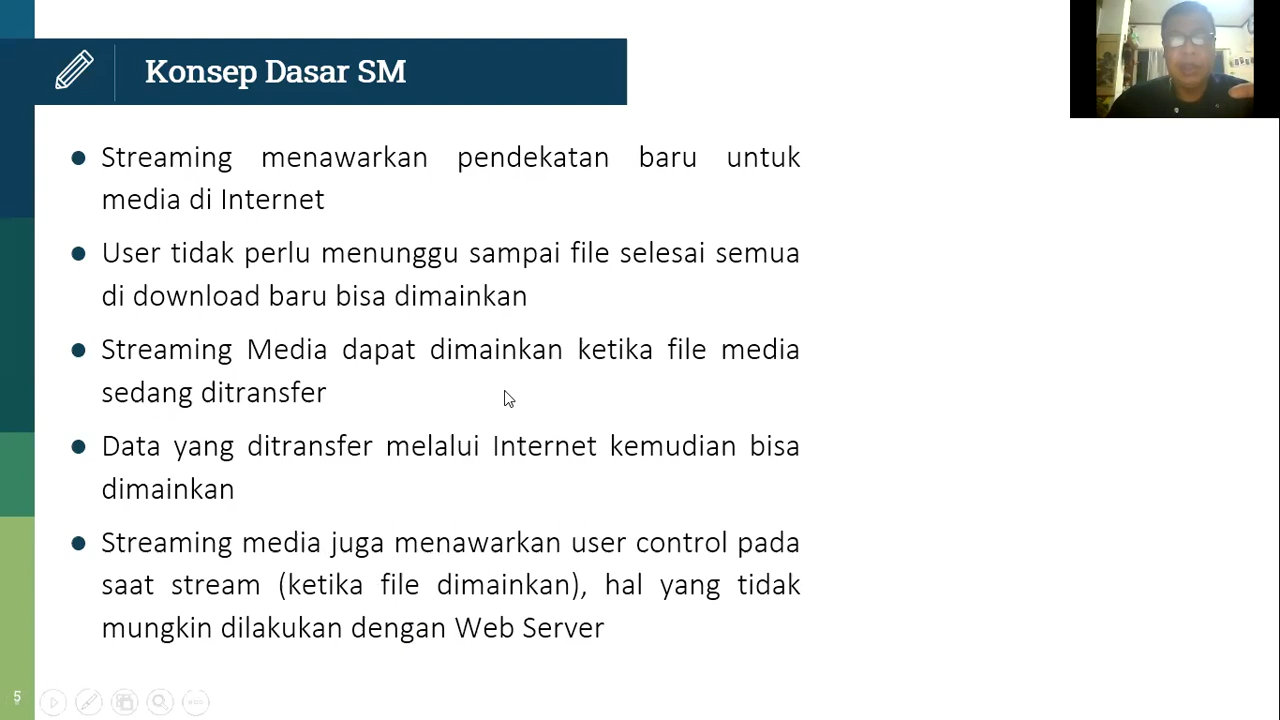 Konsep Dasar SM
Streaming menawarkan pendekatan baru untuk
media di Internet
User tidak perlu menunggu sampai file selesai semua
di download baru bisa dimainkan
Streaming Media dapat dimainkan ketika file media
sedang ditransfer
Data yang ditransfer melalui Internet kemudian bisa
dimainkan
Streaming media juga menawarkan user control pada
saat stream (ketika file dimainkan), hal yang tidak
mungkin dilakukan dengan Web Server
5